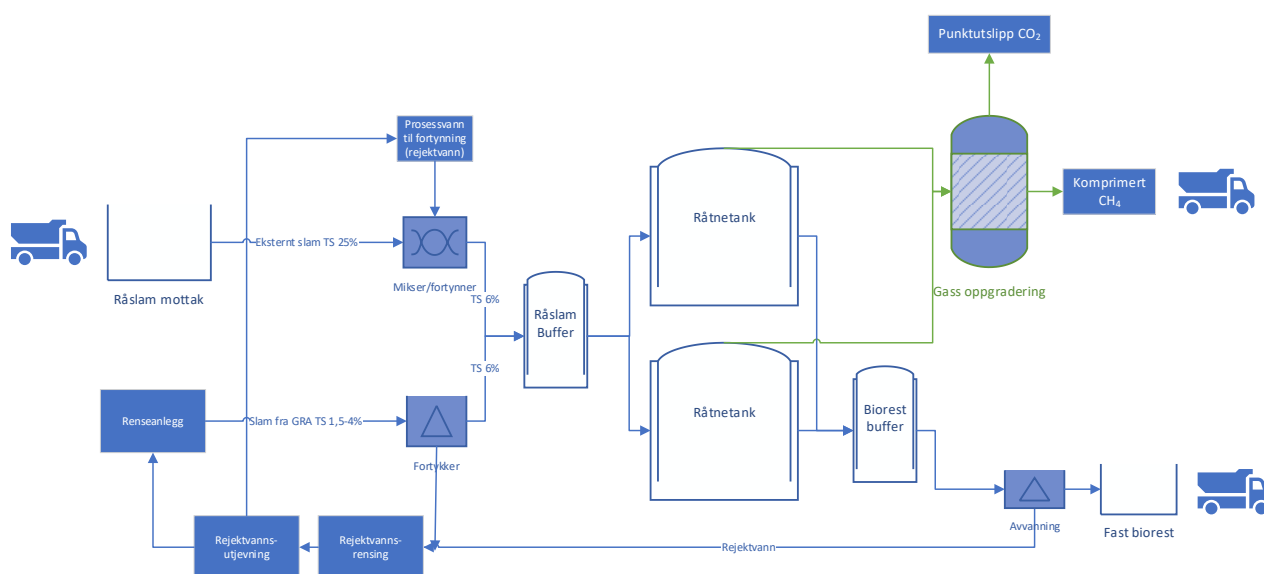 Punktutslipp CO₂
Prosessvann
til fortynning
(rejektvann)
Råtnetank
Komprimert
CH₄
Eksternt slam TS 25%
Råslam mottak
Mikser/fortynner
Gass oppgradering
TS 6%
Råslam
Buffer
TS 6%
Renseanlegg
Slam fra GRA TS 1,5-4%
Råtnetank
Biorest
buffer
Fortykker
Avvanning
Fast biorest
Rejektvanns-
utjevning
Rejektvanns-
rensing
Rejektvann